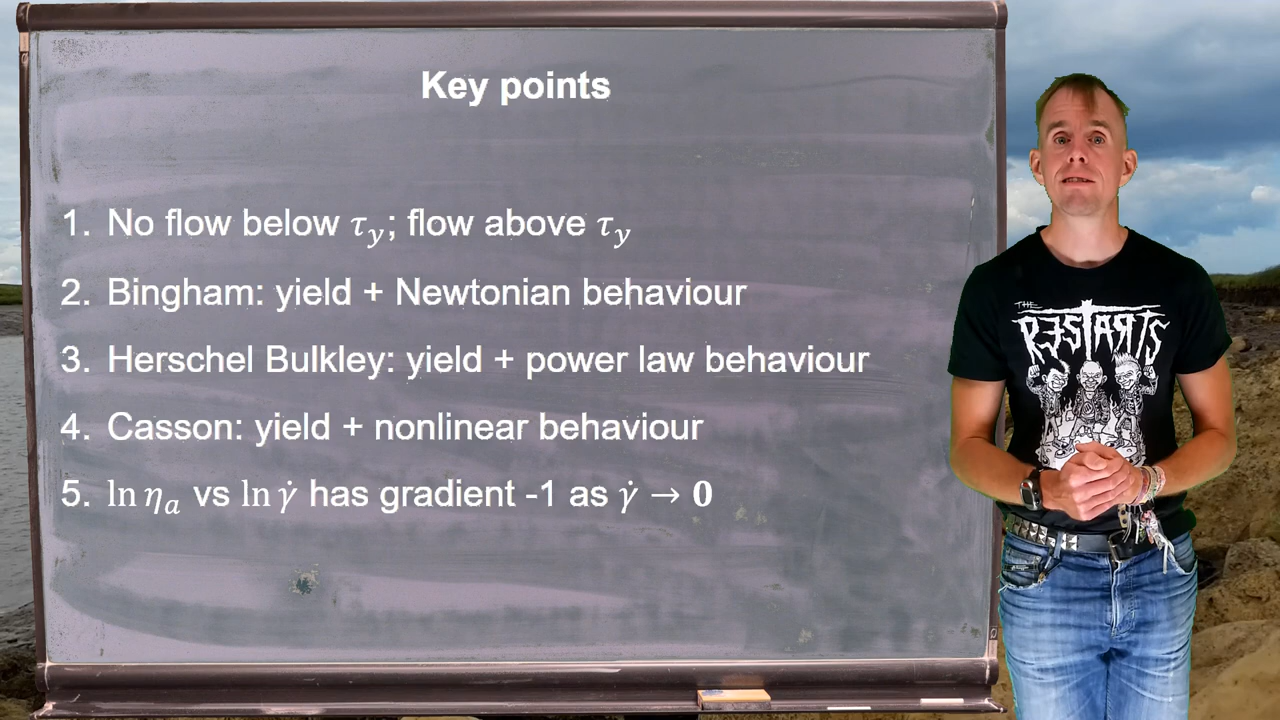 Key points
1. No flow below τ_y; flow above τ_y
2. Bingham: yield + Newtonian behaviour
3. Herschel Bulkley: yield + power law behaviour
4. Casson: yield + nonlinear behaviour
5. ln η_a vs ln γ̇ has gradient -1 as γ̇ → 0
THE
RESTARTS